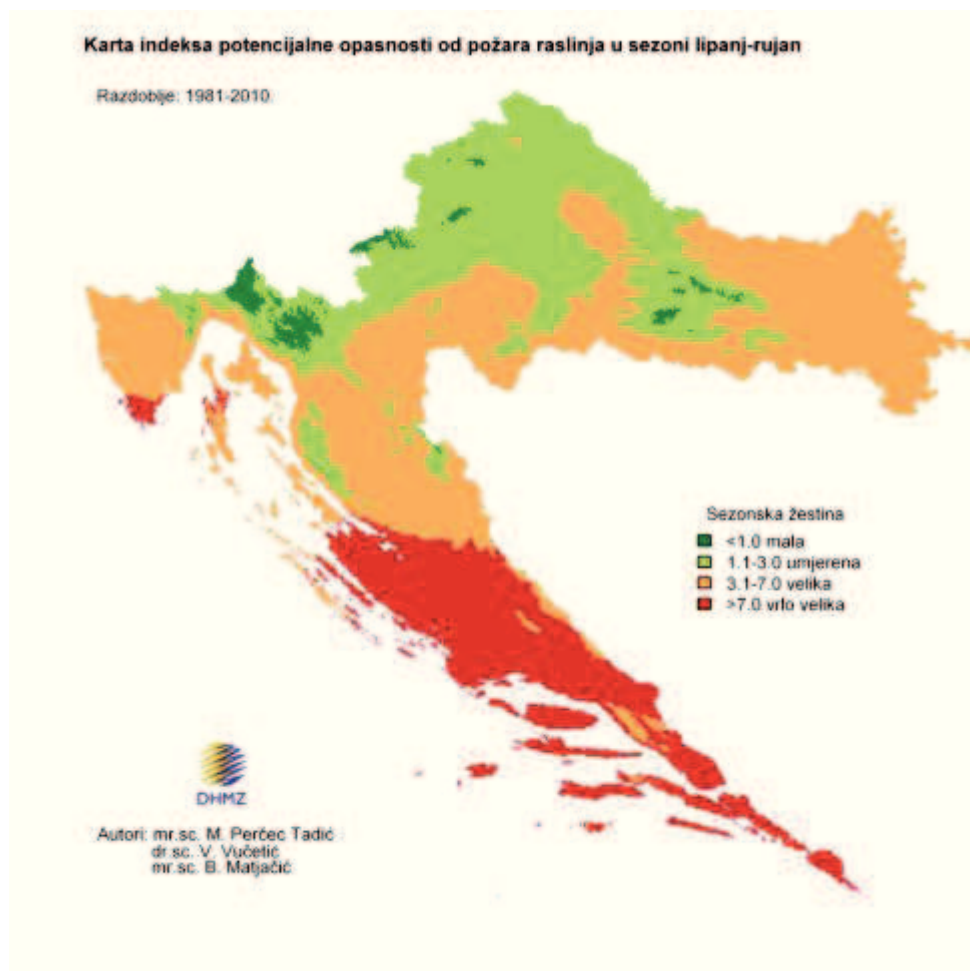 Karta indeksa potencijalne opasnosti od požara raslinja u sezoni lipanj-rujan
Razdoblje: 1981-2010.
Sezonska žestina
<1.0 mala
1.1-3.0 umjerena
3.1-7.0 velika
>7.0 vrlo velika
DHMZ
Autori: mr.sc. M. Perčec Tadić
dr.sc. V. Vučetić
mr.sc. B. Matjačić